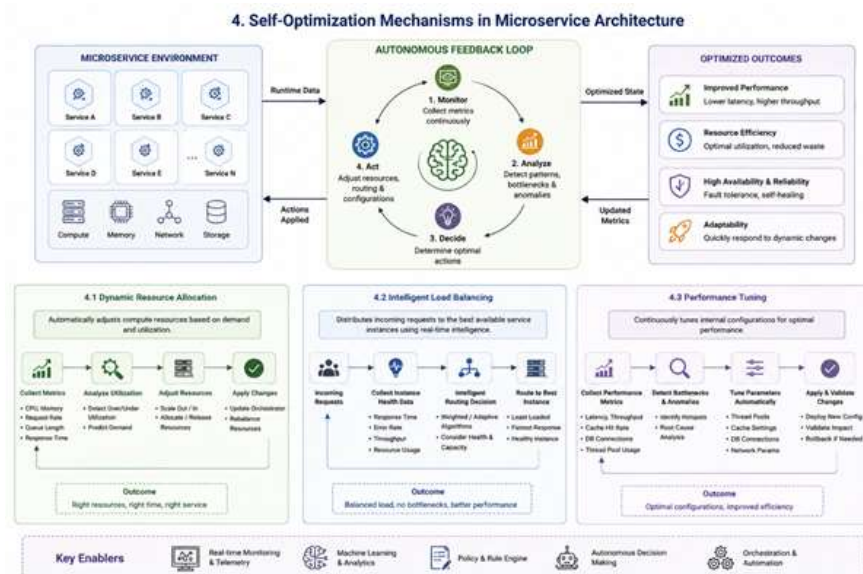 4. Self-Optimization Mechanisms in Microservice Architecture
MICROSERVICE ENVIRONMENT
Service A
Service B
Service C
Service D
Service E
...
Service N
Compute
Memory
Network
Storage
Runtime Data
Actions
Applied
AUTONOMOUS FEEDBACK LOOP
1. Monitor
Collect metrics
continuously
2. Analyze
Detect patterns,
bottlenecks &
anomalies
3. Decide
Determine optimal
actions
4. Act
Adjust resources,
routing &
configurations
Optimized State
Updated
Metrics
OPTIMIZED OUTCOMES
Improved Performance
Lower latency, higher throughput
Resource Efficiency
Optimal utilization, reduced waste
High Availability & Reliability
Fault tolerance, self-healing
Adaptability
Quickly respond to dynamic changes
4.1 Dynamic Resource Allocation
Automatically adjusts compute resources based on demand
and utilization.
Collect Metrics
• CPU, Memory
• Request Rate
• Queue Length
• Response Time
Analyze Utilization
• Detect Over/Under
Utilization
• Predict Demand
Adjust Resources
• Scale Out / In
• Allocate / Release
Resources
Apply Changes
• Update Orchestrator
• Rebalance
Resources
Outcome
Right resources, right time, right service
4.2 Intelligent Load Balancing
Distributes incoming requests to the best available service
instances using real-time intelligence.
Incoming
Requests
Collect Instance
Health Data
• Response Time
• Error Rate
• Throughput
• Resource Usage
Intelligent
Routing Decision
• Weighted / Adaptive
Algorithms
• Consider Health &
Capacity
Route to Best
Instance
• Least Loaded
• Fastest Response
• Healthy Instance
Outcome
Balanced load, no bottlenecks, better performance
4.3 Performance Tuning
Continuously tunes internal configurations for optimal
performance.
Collect Performance
Metrics
• Latency, Throughput
• Cache Hit Rate
• DB Connections
• Thread Pool Usage
Detect Bottlenecks
& Anomalies
• Identify Hotspots
• Root Cause
Analysis
Tune Parameters
Automatically
• Thread Pools
• Cache Settings
• DB Connections
• Network Params
Apply & Validate
Changes
• Deploy New Config
• Validate Impact
• Rollback if Needed
Outcome
Optimal configurations, improved efficiency
Key Enablers
Real-time Monitoring
& Telemetry
Machine Learning
& Analytics
Policy & Rule Engine
Autonomous Decision
Making
Orchestration &
Automation